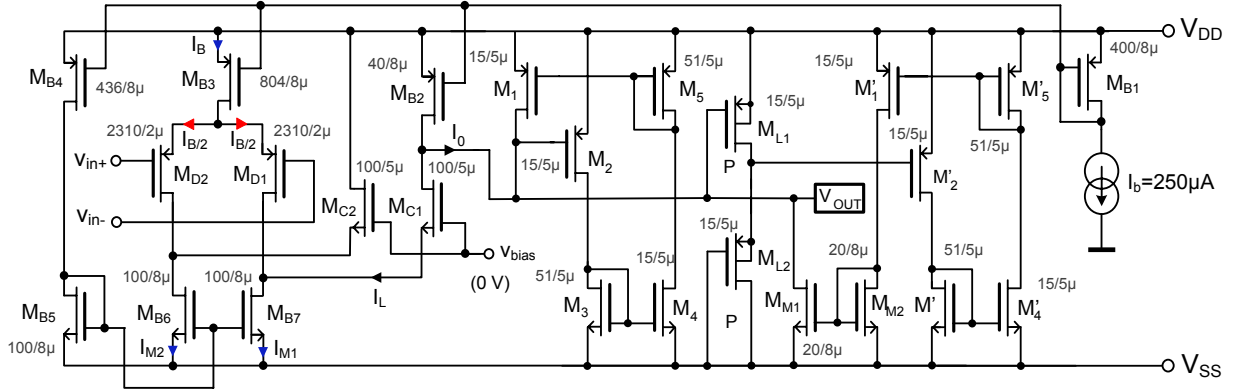 V_DD
I_B
15/5µ
51/5µ
15/5µ
400/8µ
M_B4
436/8µ
M_B3
804/8µ
40/8µ
M_B2
M_1
M_5
15/5µ
M_L1
M'_1
M'_5
M_B1
2310/2µ
I_B/2
I_B/2
2310/2µ
I_0
P
15/5µ
51/5µ
v_in+
M_D2
M_D1
100/5µ
100/5µ
15/5µ
M_2
M'_2
I_b=250µA
v_in-
M_C2
M_C1
V_OUT
15/5µ
v_bias
(0 V)
100/8µ
100/8µ
I_L
51/5µ
15/5µ
M_L2
20/8µ
51/5µ
M_B5
M_B6
M_B7
M_3
M_4
P
M_M1
M_M2
M'
M'_4
15/5µ
100/8µ
I_M2
I_M1
20/8µ
V_SS